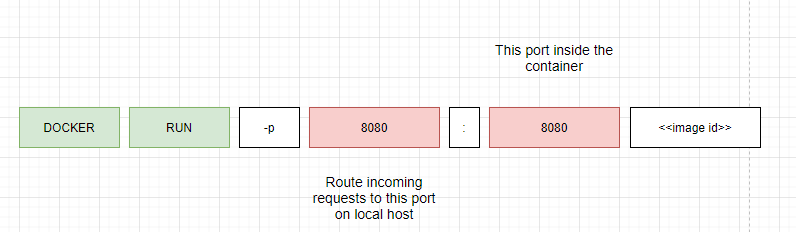 This port inside the
container
DOCKER RUN -p 8080 : 8080 <<image id>>
Route incoming
requests to this port
on local host